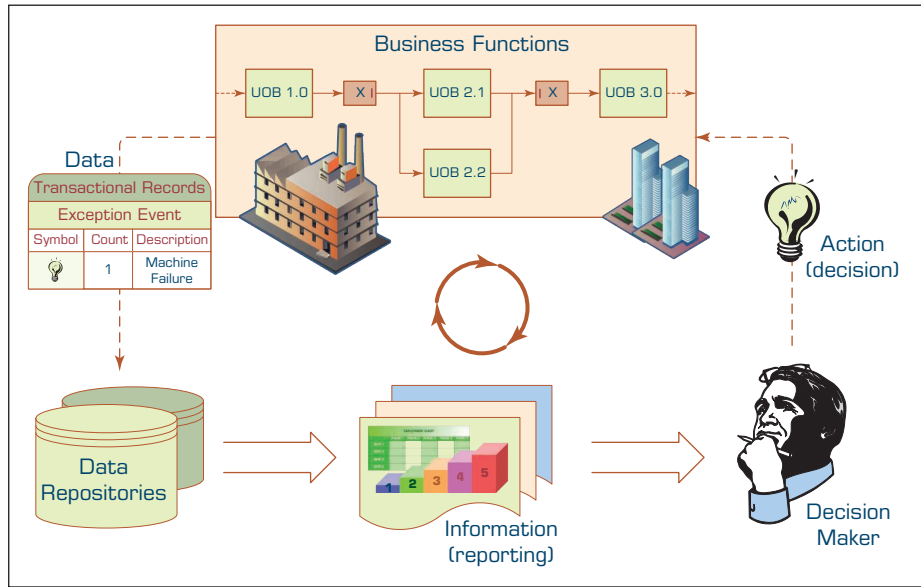 Business Functions
UOB 1.0
X
UOB 2.1
X
UOB 3.0
UOB 2.2
Data
Transactional Records
Exception Event
Symbol Count Description
1 Machine
Failure
Action
(decision)
Data
Repositories
1 2 3 4 5
Information
(reporting)
Decision
Maker